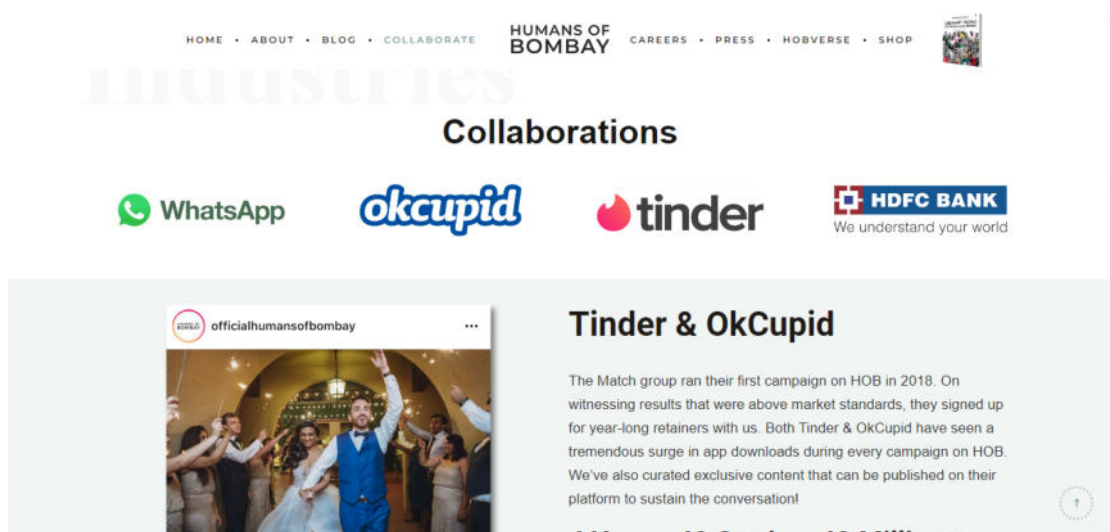 HOME • ABOUT • BLOG • COLLABORATE
HUMANS OF
BOMBAY
CAREERS • PRESS • HOBVERSE • SHOP
Industries
Collaborations
WhatsApp
okcupid
tinder
HDFC BANK
We understand your world
officialhumansofbombay
Tinder & OkCupid
The Match group ran their first campaign on HOB in 2018. On
witnessing results that were above market standards, they signed up
for year-long retainers with us. Both Tinder & OkCupid have seen a
tremendous surge in app downloads during every campaign on HOB.
We've also curated exclusive content that can be published on their
platform to sustain the conversation!